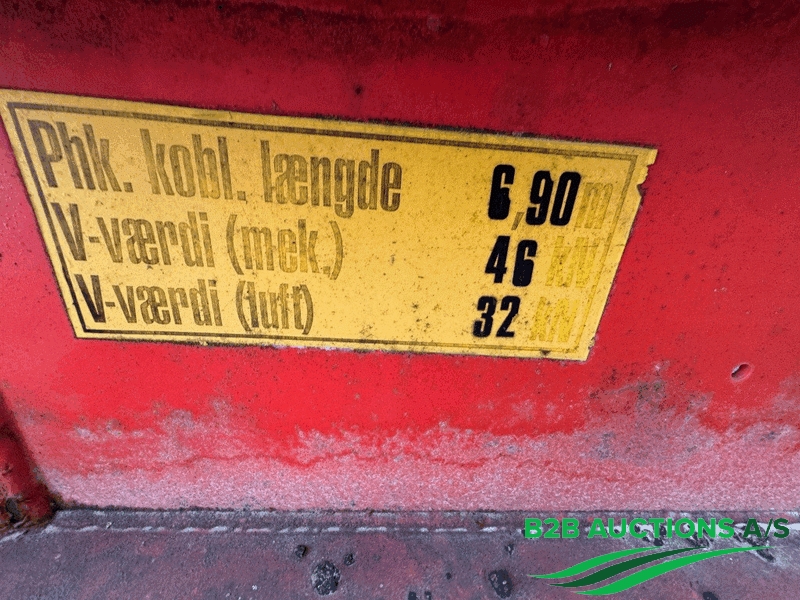 Phk. kobl. længde 6,90 m
V-værdi (mek.) 46 kN
V-værdi (luft) 32 kN
B2B AUCTIONS A/S